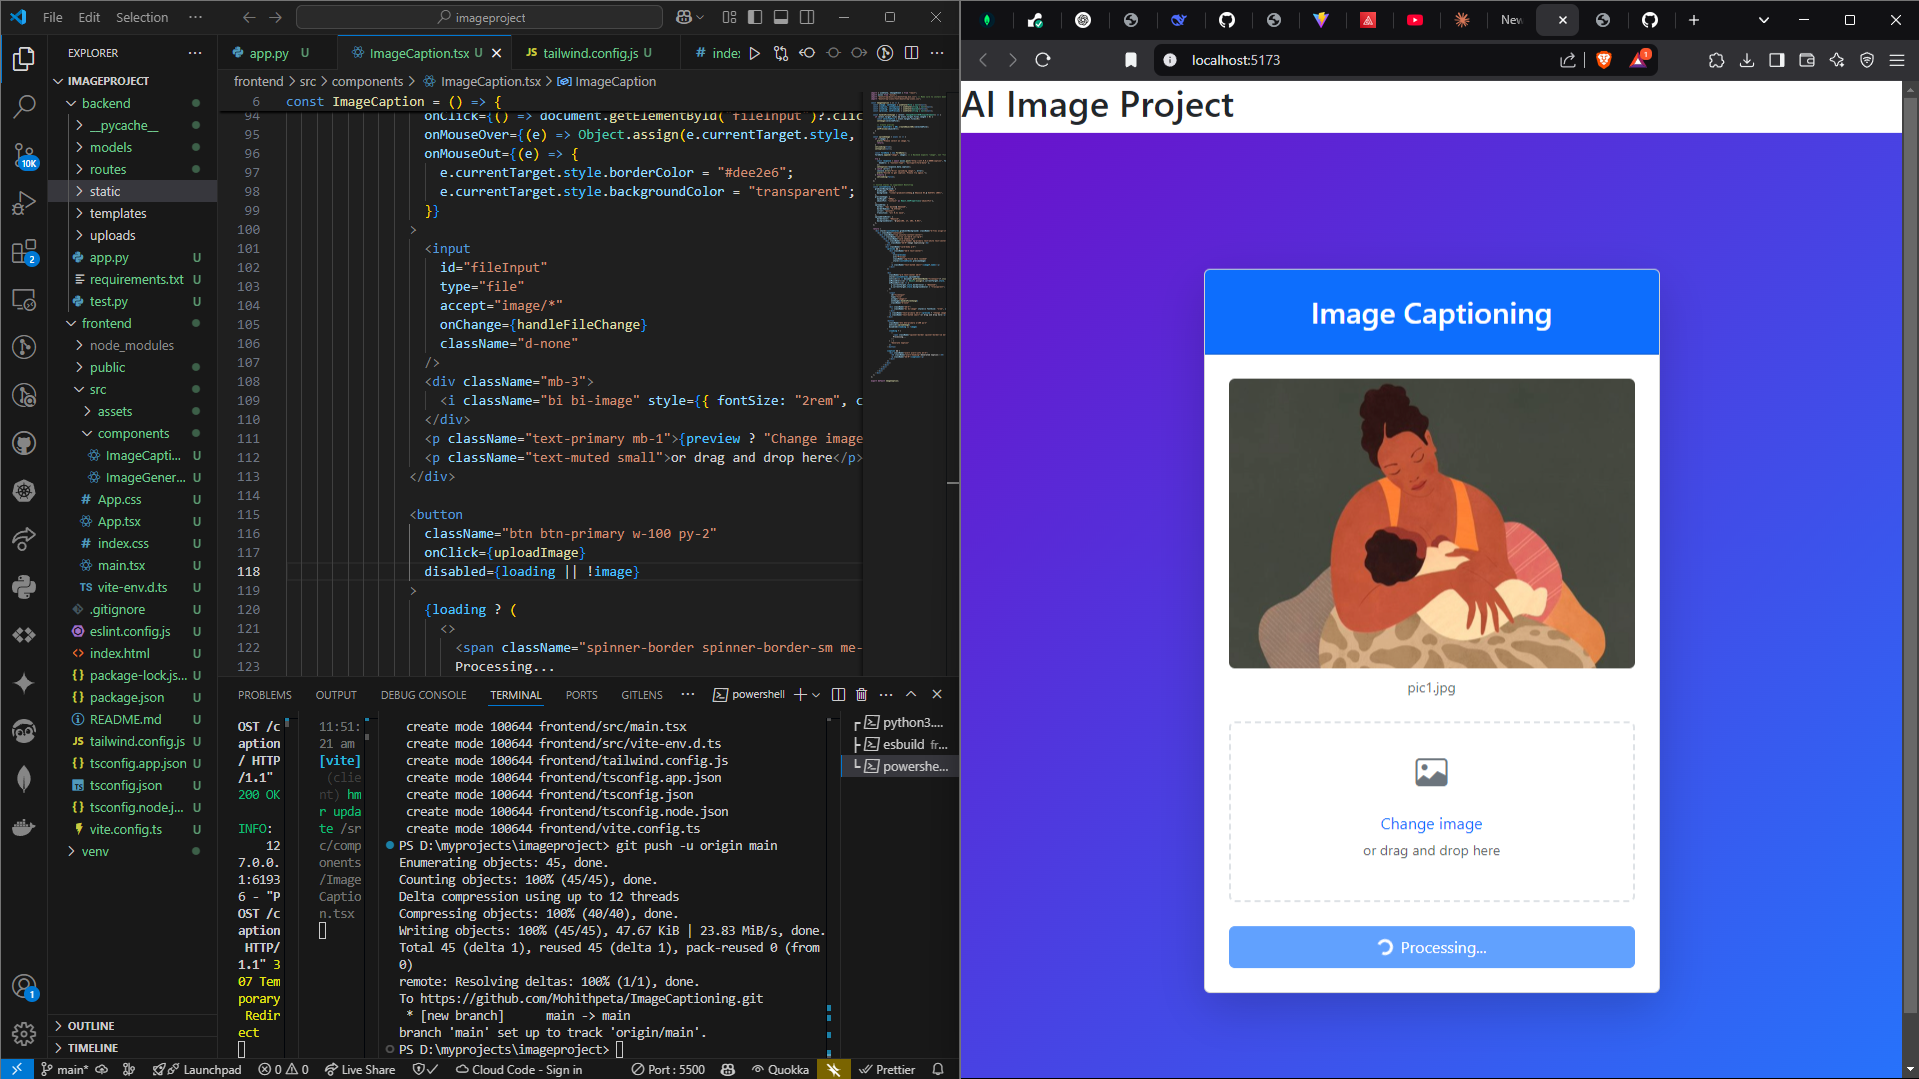 File Edit Selection ···
imageproject
EXPLORER
IMAGEPROJECT
backend
__pycache__
models
routes
static
templates
uploads
app.py U
requirements.txt U
test.py U
frontend
node_modules
public
src
assets
components
ImageCapti... U
ImageGener... U
App.css U
App.tsx U
index.css U
main.tsx U
TS vite-env.d.ts U
.gitignore U
eslint.config.js U
index.html U
package-lock.js... U
package.json U
README.md U
JS tailwind.config.js U
tsconfig.app.json U
tsconfig.json U
tsconfig.node.j... U
vite.config.ts U
venv
OUTLINE
TIMELINE
10K
2
1
app.py U
ImageCaption.tsx U
JS tailwind.config.js U
# index
frontend > src > components > ImageCaption.tsx > ImageCaption
6 const ImageCaption = () => {
94 onClick={() => document.getElementById("fileInput")?.clic
95 onMouseOver={(e) => Object.assign(e.currentTarget.style,
96 onMouseOut={(e) => {
97 e.currentTarget.style.borderColor = "#dee2e6";
98 e.currentTarget.style.backgroundColor = "transparent";
99 }}
100 >
101 <input
102 id="fileInput"
103 type="file"
104 accept="image/*"
105 onChange={handleFileChange}
106 className="d-none"
107 />
108 <div className="mb-3">
109 <i className="bi bi-image" style={{ fontSize: "2rem", c
110 </div>
111 <p className="text-primary mb-1">{preview ? "Change image
112 <p className="text-muted small">or drag and drop here</p>
113 </div>
114
115 <button
116 className="btn btn-primary w-100 py-2"
117 onClick={uploadImage}
118 disabled={loading || !image}
119 >
120 {loading ? (
121 <>
122 <span className="spinner-border spinner-border-sm me-
123 Processing...
PROBLEMS OUTPUT DEBUG CONSOLE TERMINAL PORTS GITLENS ··· powershell
OST /c
aption
/ HTTP
/1.1"
200 OK
INFO:
12
7.0.0.
1:6193
6 - "P
OST /c
aption
HTTP/
1.1" 3
07 Tem
porary
Redir
ect
11:51:
21 am
[vite]
(clie
nt) hm
r upda
te /sr
c/comp
onents
/Image
Captio
n.tsx
create mode 100644 frontend/src/main.tsx
create mode 100644 frontend/src/vite-env.d.ts
create mode 100644 frontend/tailwind.config.js
create mode 100644 frontend/tsconfig.app.json
create mode 100644 frontend/tsconfig.json
create mode 100644 frontend/tsconfig.node.json
create mode 100644 frontend/vite.config.ts
PS D:\myprojects\imageproject> git push -u origin main
Enumerating objects: 45, done.
Counting objects: 100% (45/45), done.
Delta compression using up to 12 threads
Compressing objects: 100% (40/40), done.
Writing objects: 100% (45/45), 47.67 KiB | 23.83 MiB/s, done.
Total 45 (delta 1), reused 45 (delta 1), pack-reused 0 (from
0)
remote: Resolving deltas: 100% (1/1), done.
To https://github.com/Mohithpeta/ImageCaptioning.git
* [new branch] main -> main
branch 'main' set up to track 'origin/main'.
PS D:\myprojects\imageproject>
python3....
esbuild fr...
powershe...
main* Launchpad 0 0 Live Share Cloud Code - Sign in Port : 5500 Quokka Prettier
New
localhost:5173
1
AI Image Project
Image Captioning
pic1.jpg
Change image
or drag and drop here
Processing...